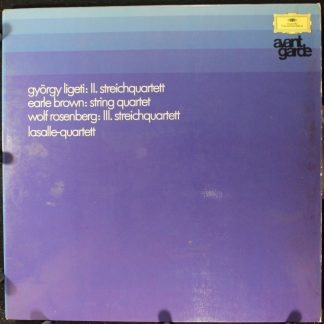 avant
garde
györgy ligeti: II. streichquartett
earle brown: string quartet
wolf rosenberg: III. streichquartett
lasalle-quartett